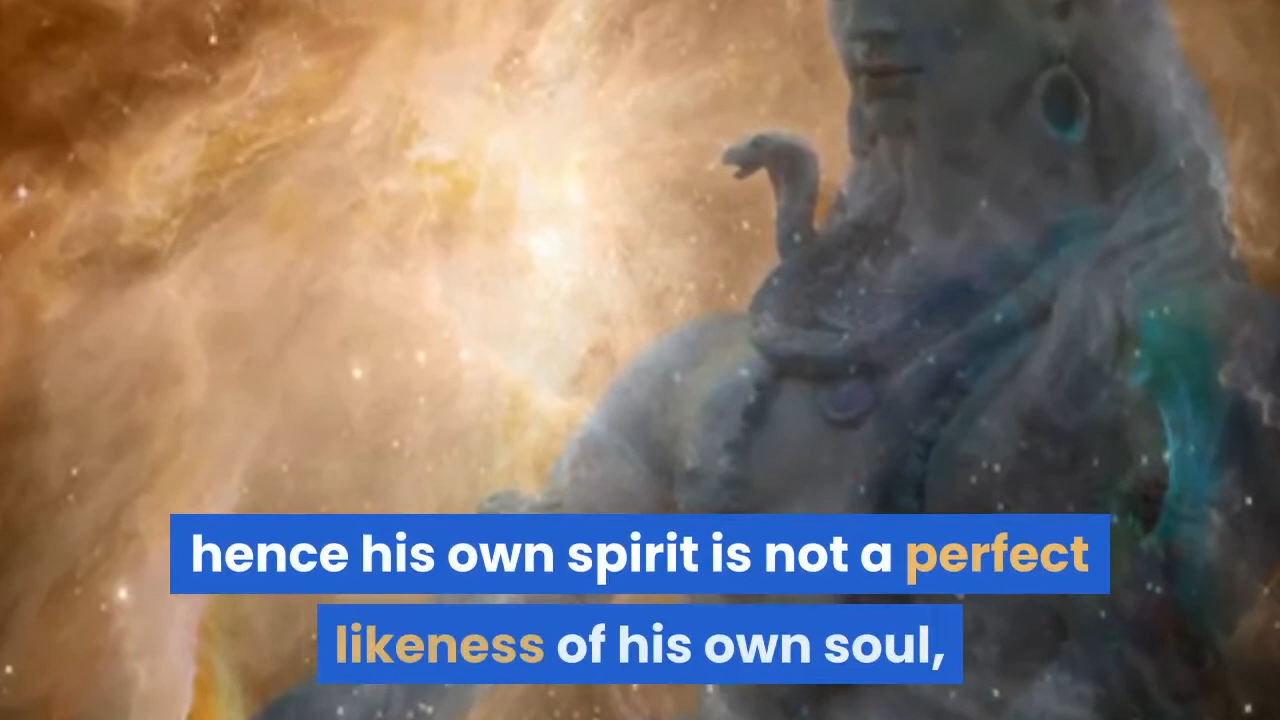 hence his own spirit is not a perfect
likeness of his own soul,